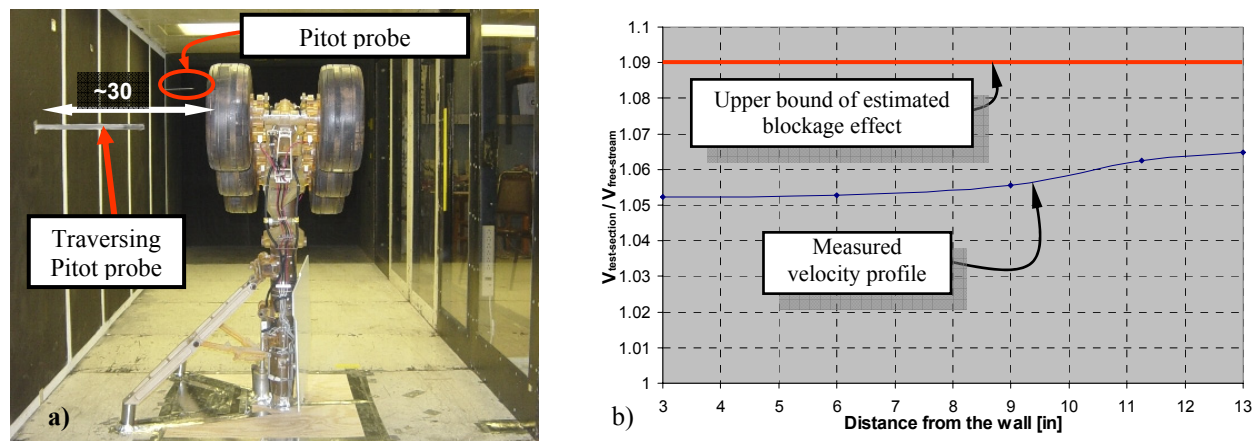 Pitot probe
~30
Traversing
Pitot probe
a)
1.1
1.09
1.08
1.07
1.06
1.05
1.04
1.03
1.02
1.01
1
V test-section / V free-stream
Upper bound of estimated
blockage effect
Measured
velocity profile
3 4 5 6 7 8 9 10 11 12 13
Distance from the wall [in]
b)